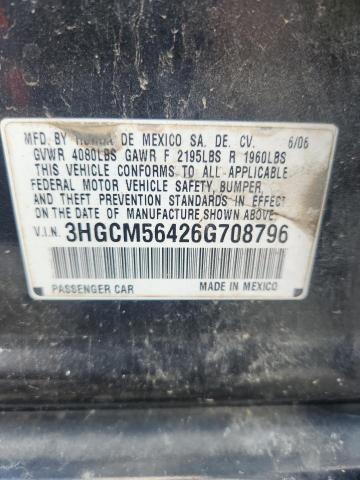 MFD. BY HONDA DE MEXICO SA. DE. CV. 6/06
GVWR 4080LBS GAWR F 2195LBS R 1960LBS
THIS VEHICLE CONFORMS TO ALL APPLICABLE
FEDERAL MOTOR VEHICLE SAFETY, BUMPER,
AND THEFT PREVENTION STANDARDS IN EFFECT
ON THE DATE OF MANUFACTURE SHOWN ABOVE.
V.I.N. 3HGCM56426G708796
PASSENGER CAR MADE IN MEXICO